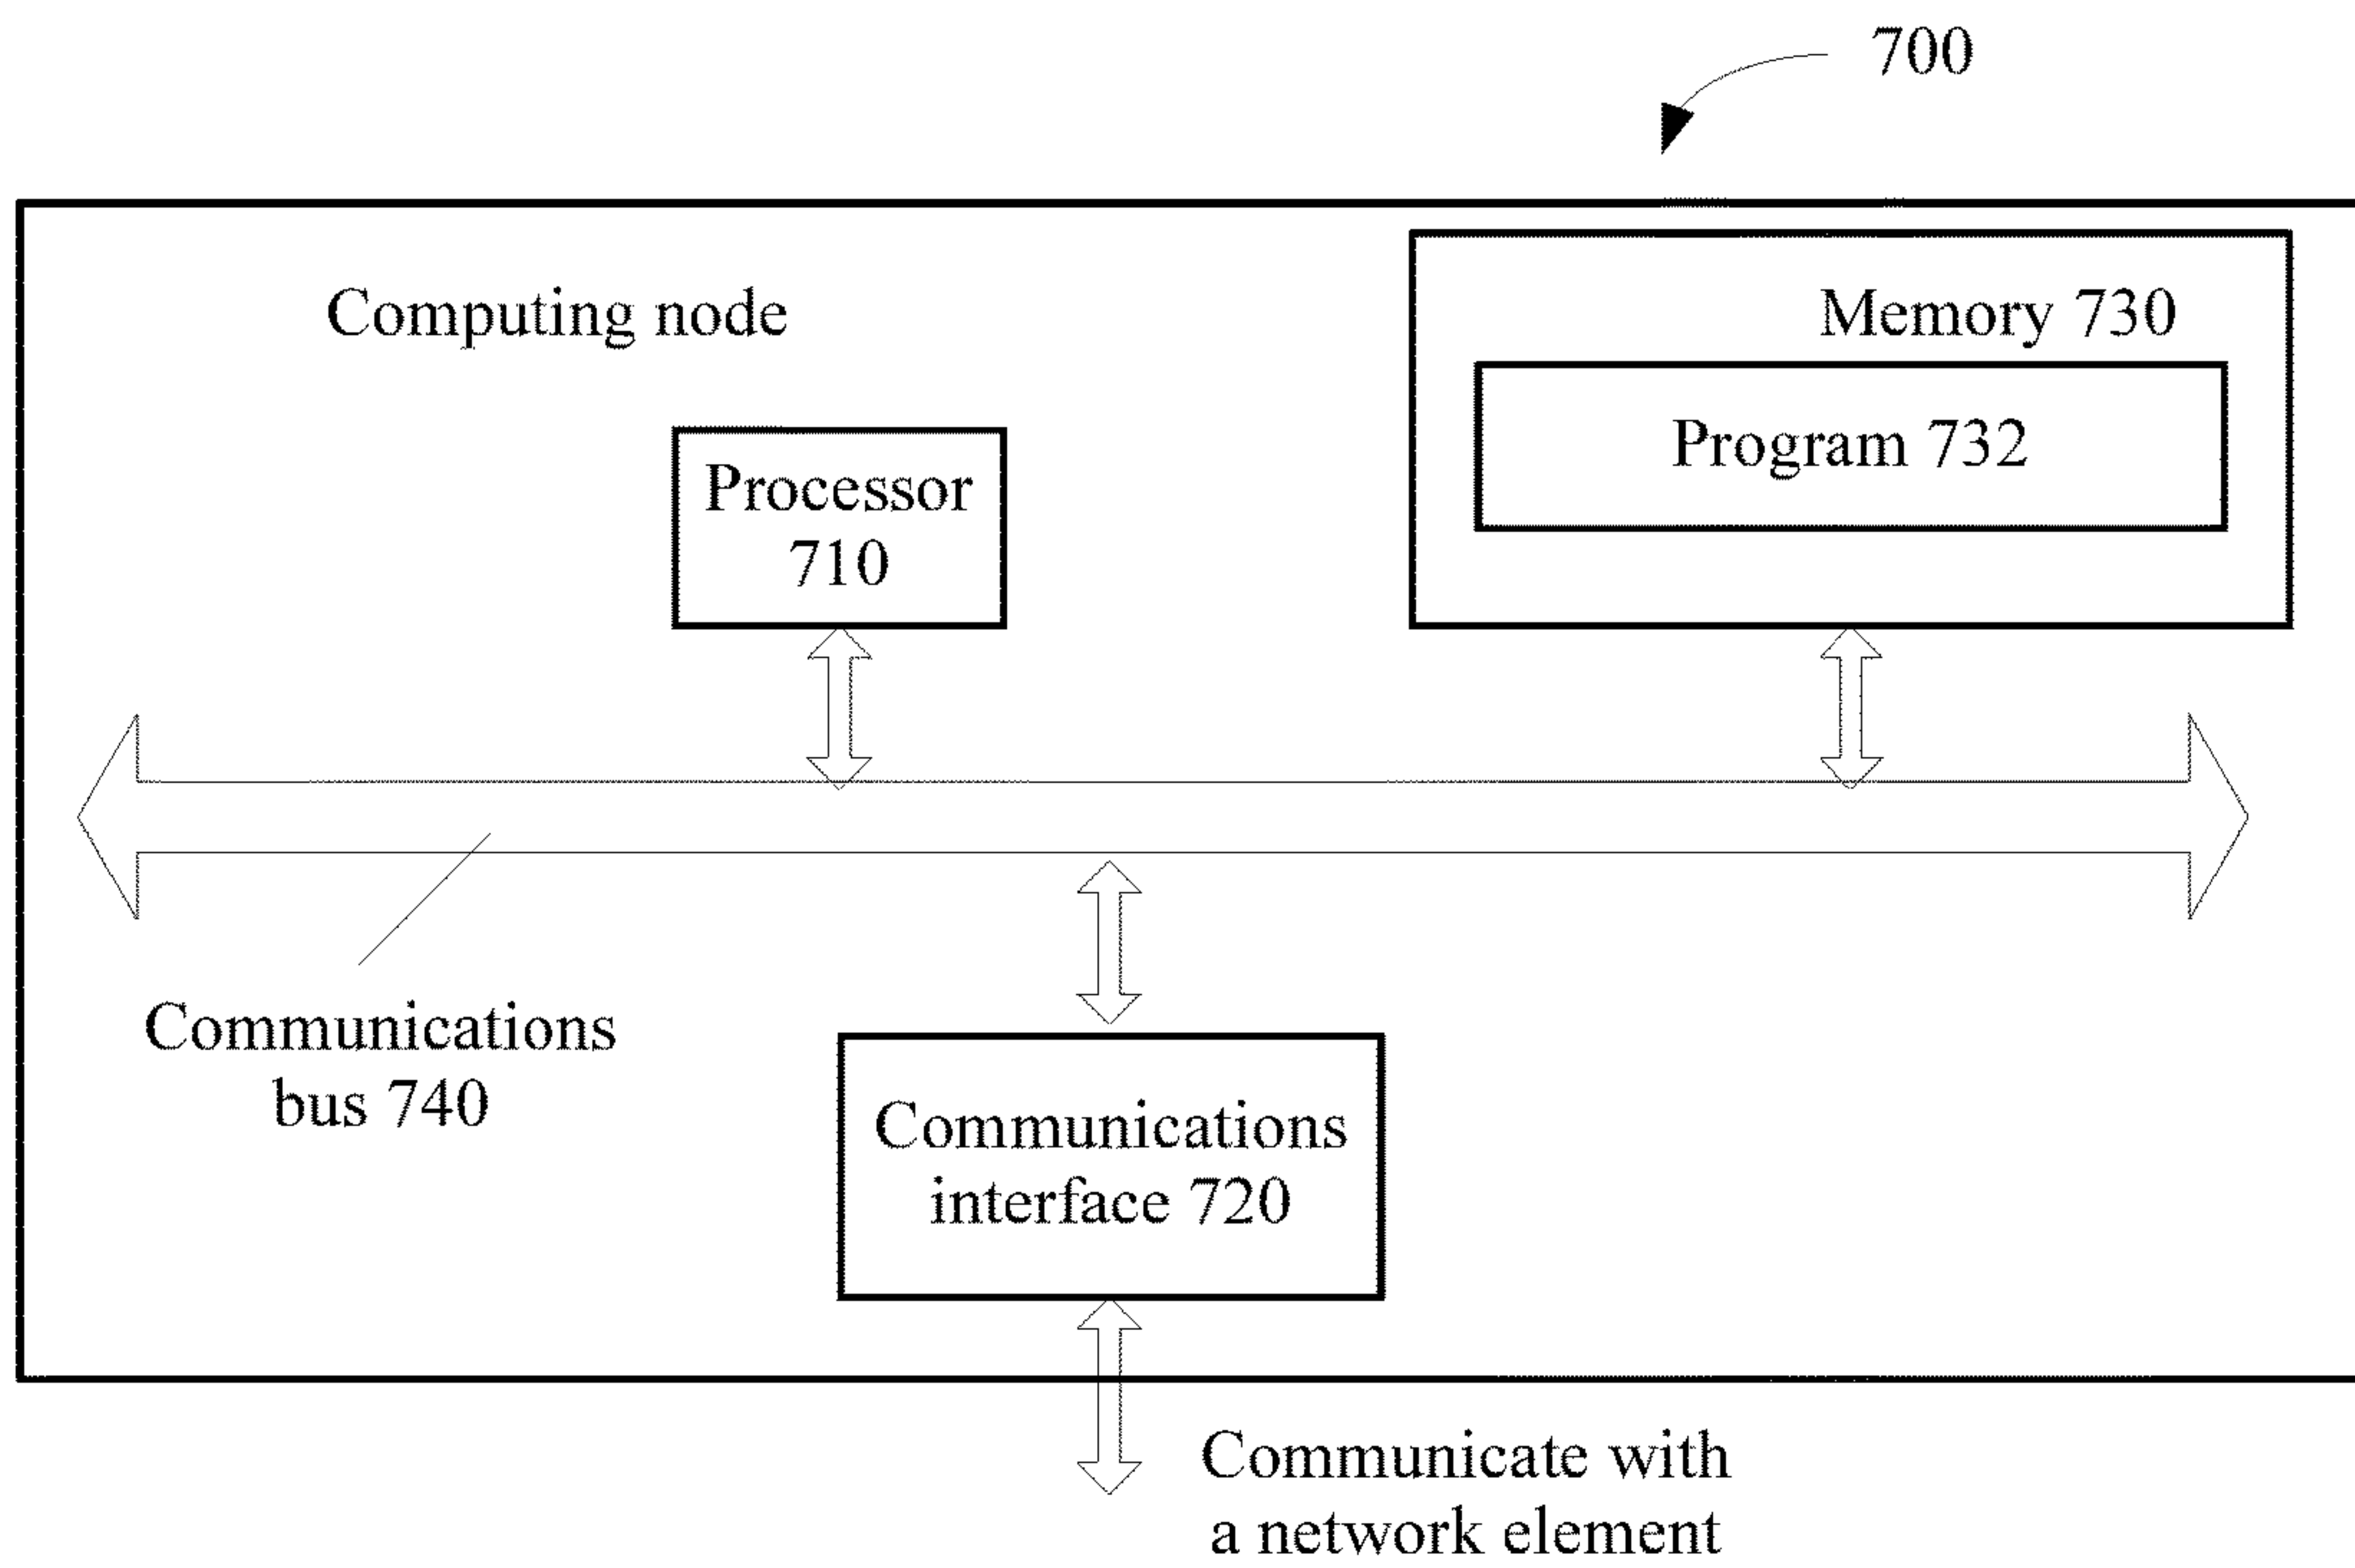 700
Computing node
Memory 730
Program 732
Processor
710
Communications
bus 740
Communications
interface 720
Communicate with
a network element